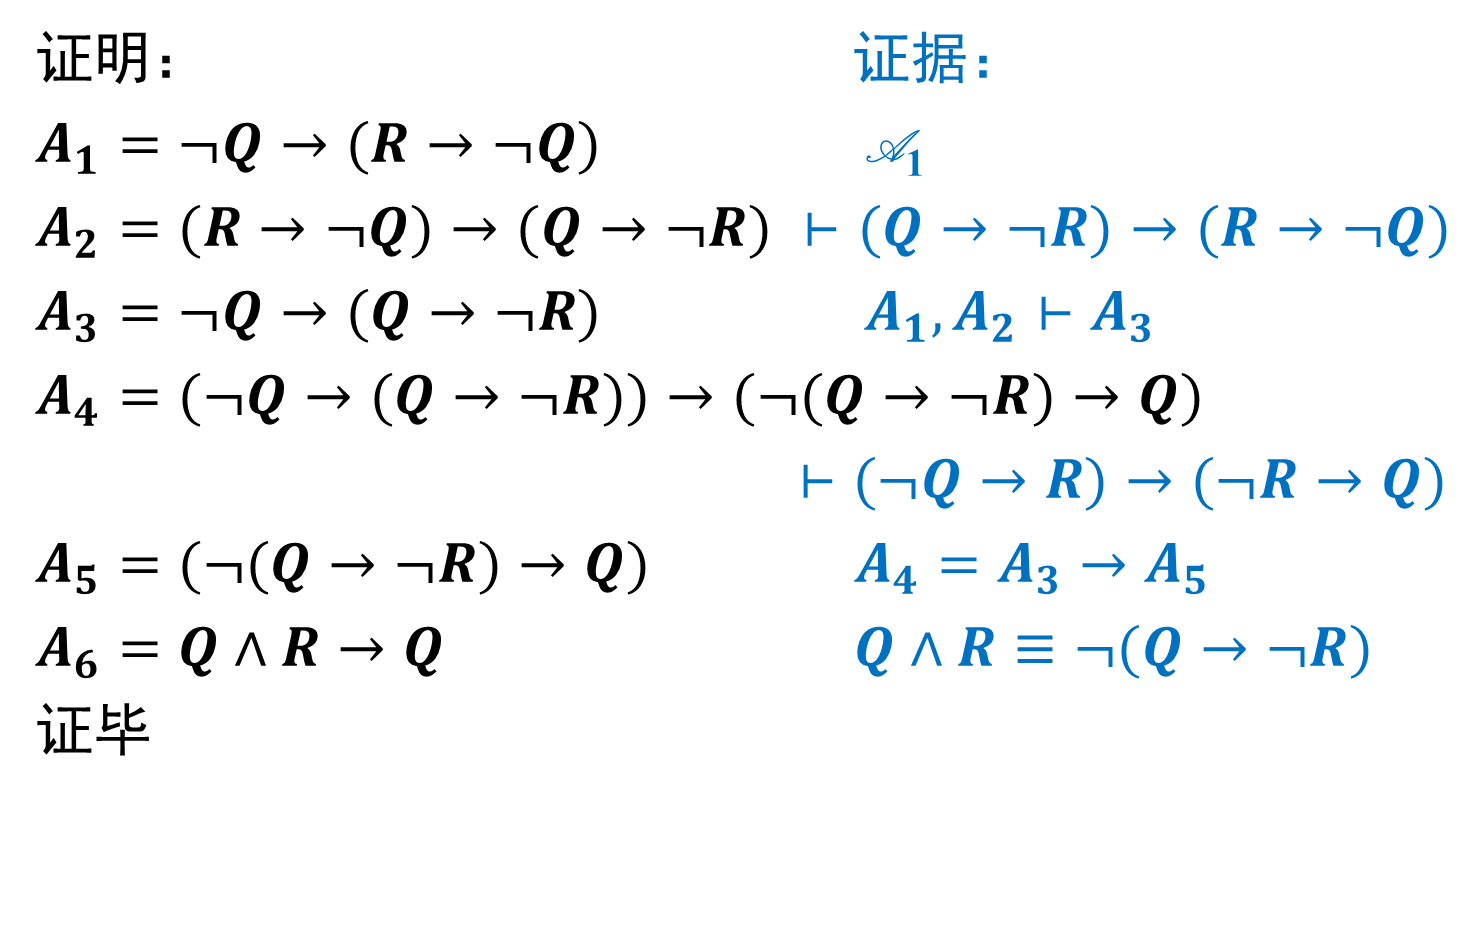 证明： 证据：
A₁ = ¬Q → (R → ¬Q) 𝒜₁
A₂ = (R → ¬Q) → (Q → ¬R) ⊢ (Q → ¬R) → (R → ¬Q)
A₃ = ¬Q → (Q → ¬R) A₁, A₂ ⊢ A₃
A₄ = (¬Q → (Q → ¬R)) → (¬(Q → ¬R) → Q)
⊢ (¬Q → R) → (¬R → Q)
A₅ = (¬(Q → ¬R) → Q) A₄ = A₃ → A₅
A₆ = Q ∧ R → Q Q ∧ R ≡ ¬(Q → ¬R)
证毕